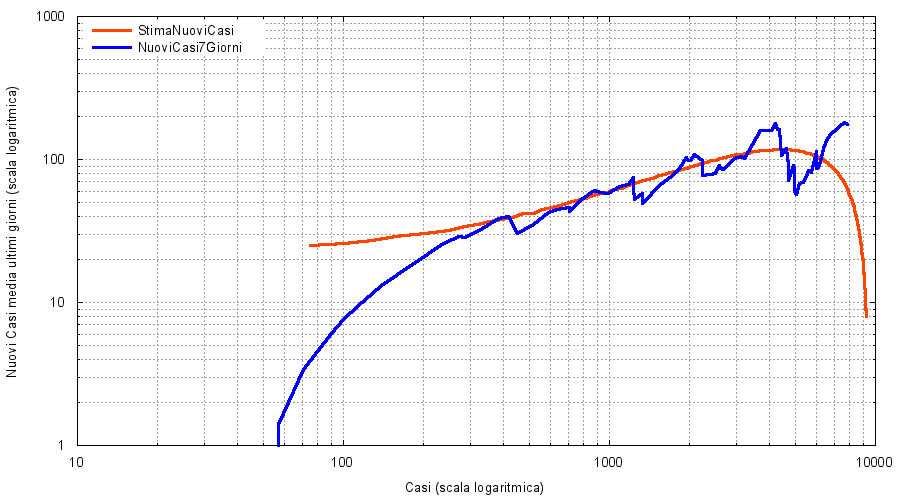 1000
StimaNuoviCasi
NuoviCasi7Giorni
100
10
1
Nuovi Casi media ultimi giorni (scala logaritmica)
10
100
1000
10000
Casi (scala logaritmica)